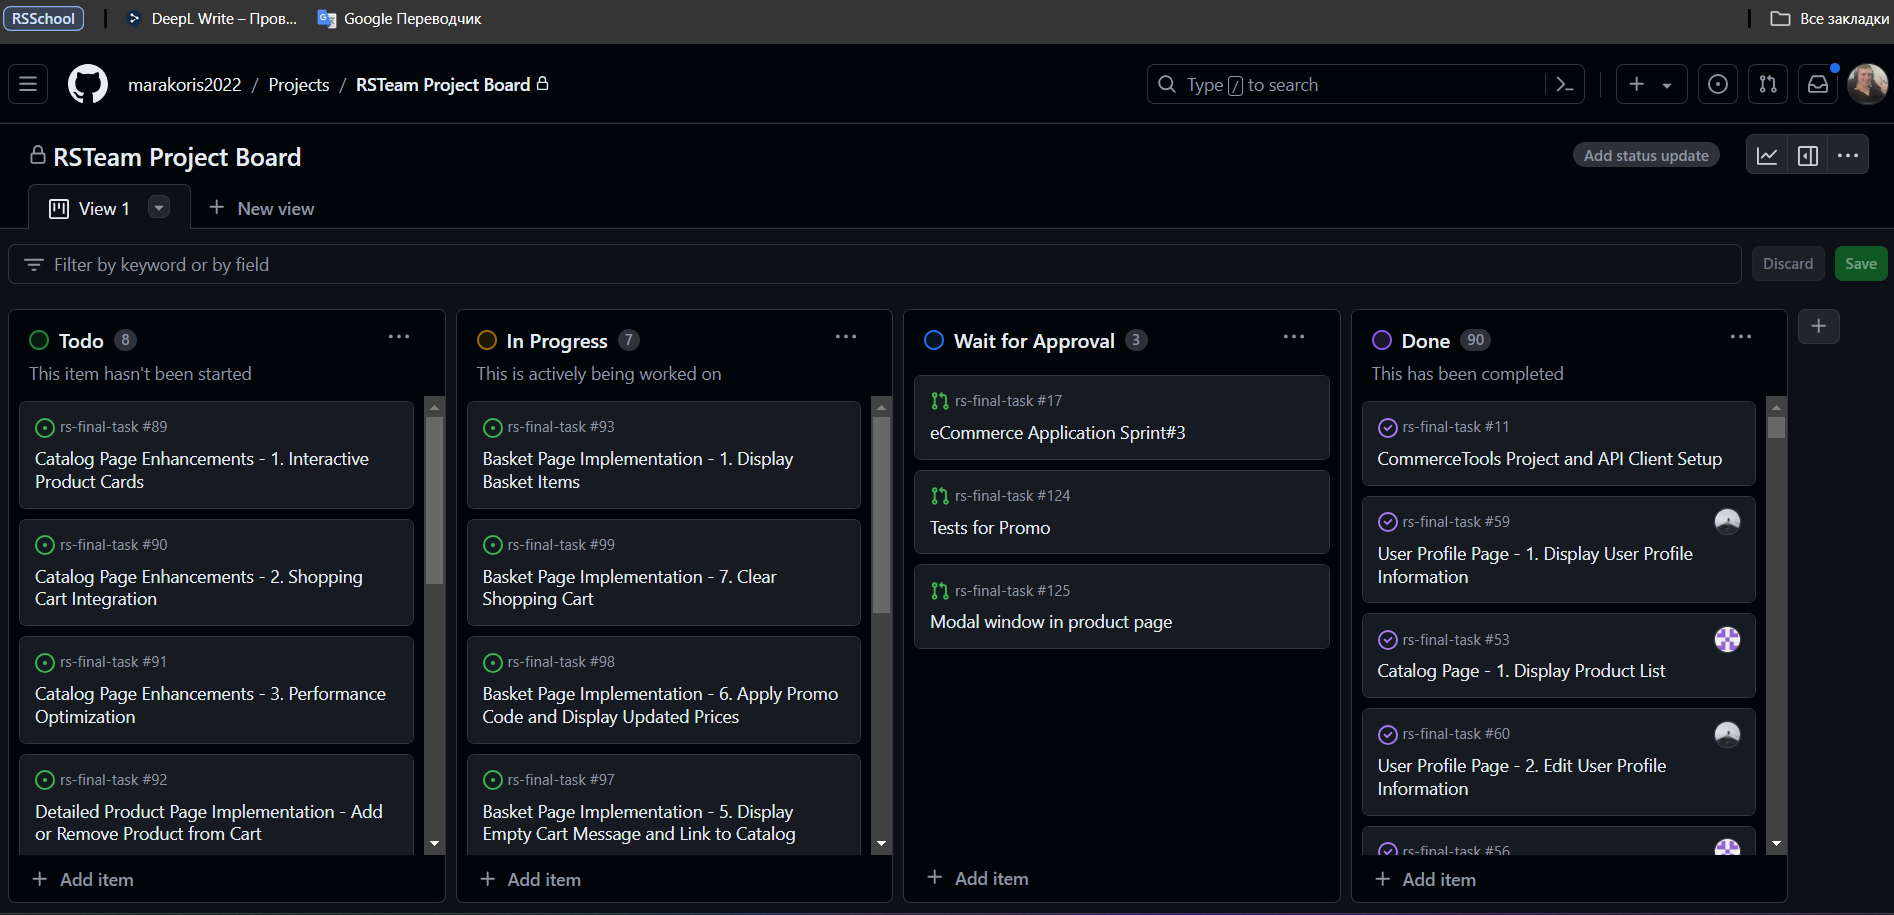 RSSchool
DeepL Write – Пров...
Google Переводчик
Все закладки
marakoris2022 / Projects / RSTeam Project Board
Type / to search
RSTeam Project Board
Add status update
View 1
New view
Filter by keyword or by field
Discard
Save
Todo 8
This item hasn't been started
rs-final-task #89
Catalog Page Enhancements - 1. Interactive
Product Cards
rs-final-task #90
Catalog Page Enhancements - 2. Shopping
Cart Integration
rs-final-task #91
Catalog Page Enhancements - 3. Performance
Optimization
rs-final-task #92
Detailed Product Page Implementation - Add
or Remove Product from Cart
Add item
In Progress 7
This is actively being worked on
rs-final-task #93
Basket Page Implementation - 1. Display
Basket Items
rs-final-task #99
Basket Page Implementation - 7. Clear
Shopping Cart
rs-final-task #98
Basket Page Implementation - 6. Apply Promo
Code and Display Updated Prices
rs-final-task #97
Basket Page Implementation - 5. Display
Empty Cart Message and Link to Catalog
Add item
Wait for Approval 3
rs-final-task #17
eCommerce Application Sprint#3
rs-final-task #124
Tests for Promo
rs-final-task #125
Modal window in product page
Add item
Done 90
This has been completed
rs-final-task #11
CommerceTools Project and API Client Setup
rs-final-task #59
User Profile Page - 1. Display User Profile
Information
rs-final-task #53
Catalog Page - 1. Display Product List
rs-final-task #60
User Profile Page - 2. Edit User Profile
Information
rs-final-task #56
Add item